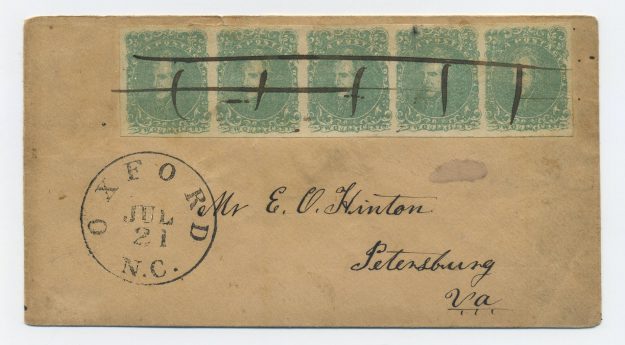 OXFORD
JUL
21
N.C.
Mr E. O. Hinton
Petersburg
Va